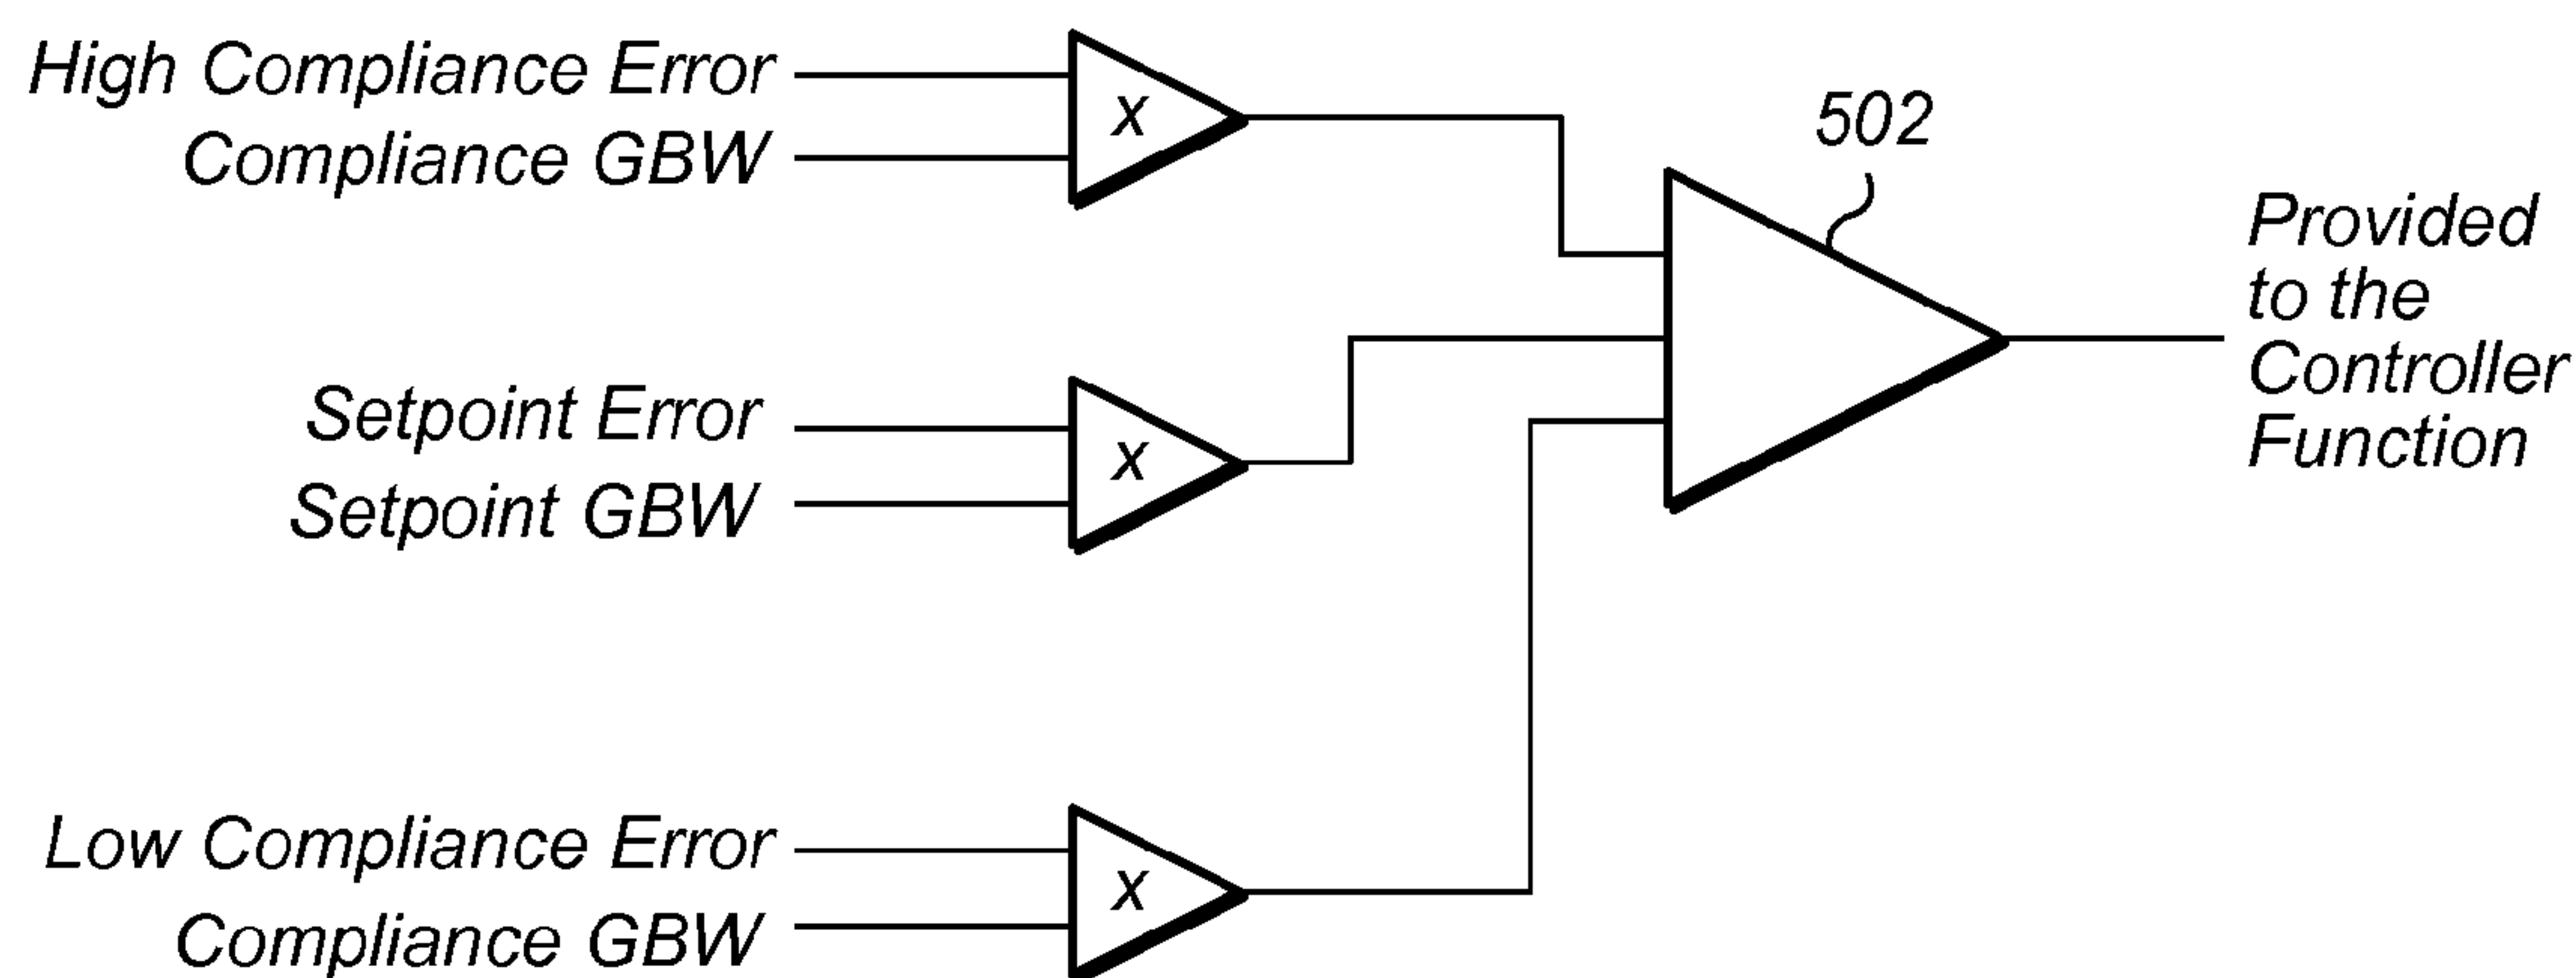 High Compliance Error
Compliance GBW
x
502
Provided
to the
Controller
Function
Setpoint Error
Setpoint GBW
x
Low Compliance Error
Compliance GBW
x